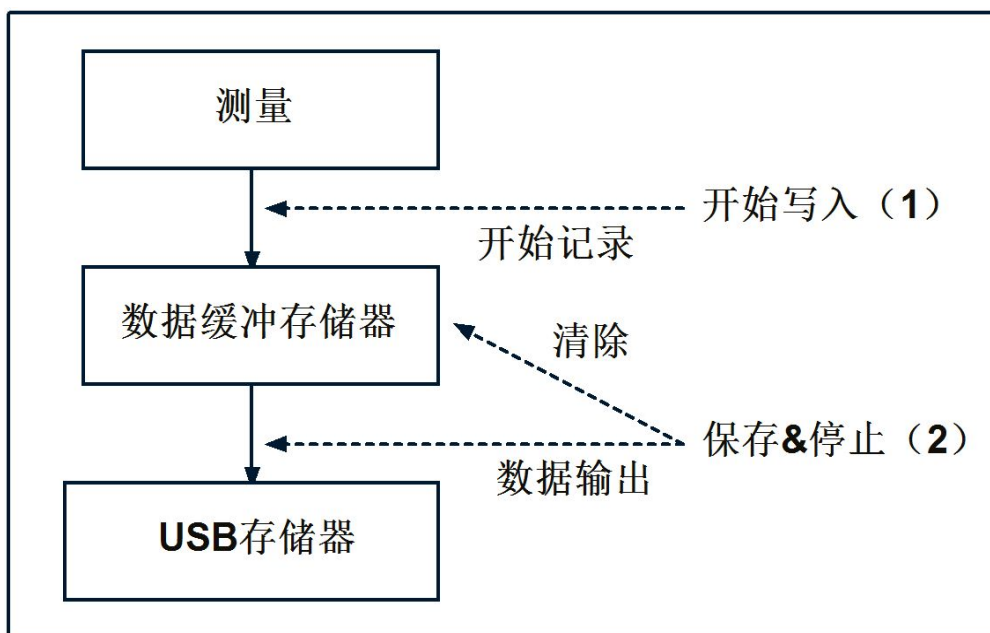 测量
开始写入（1）
开始记录
数据缓冲存储器
清除
保存&停止（2）
数据输出
USB存储器